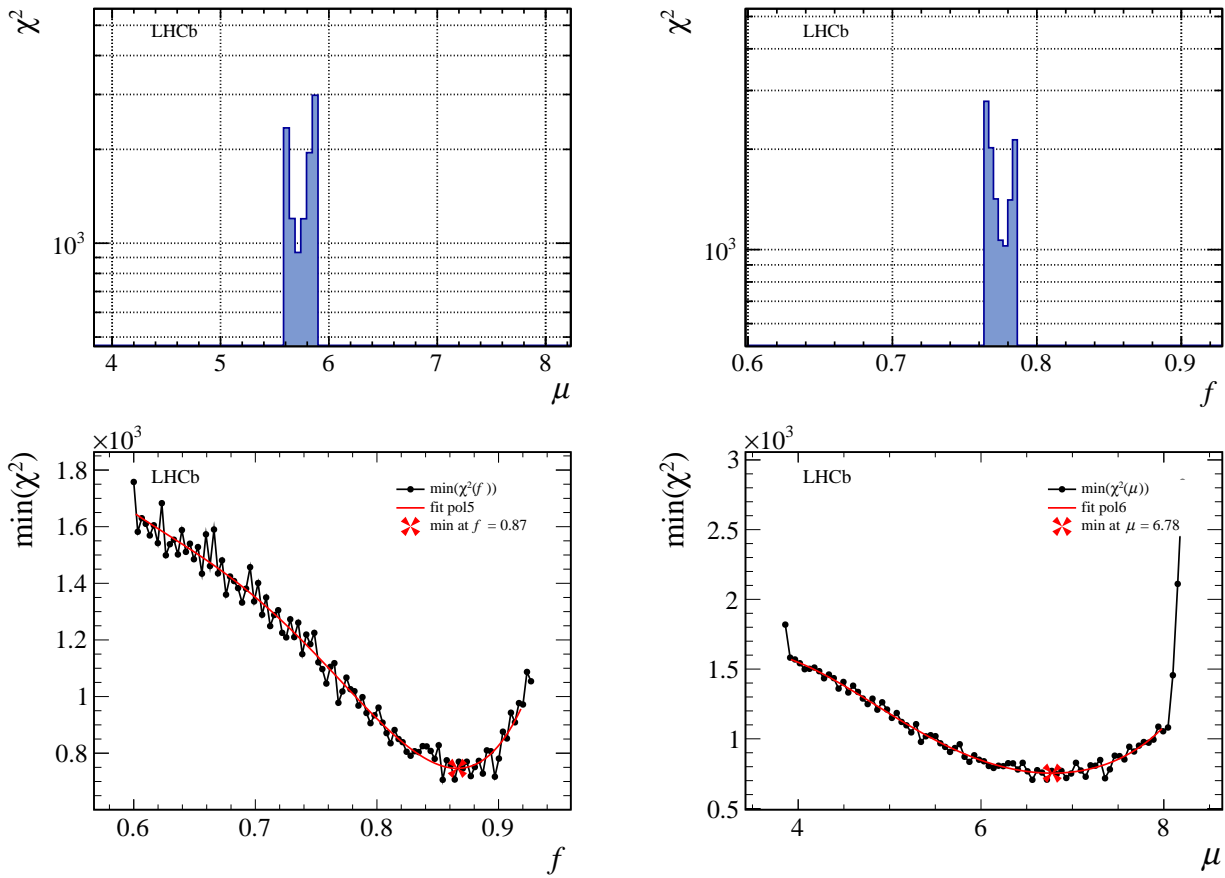 χ²
LHCb
10³
4 5 6 7 8
μ
χ²
LHCb
10³
0.6 0.7 0.8 0.9
f
×10³
min(χ²)
LHCb
min(χ²(f ))
fit pol5
min at f = 0.87
1.8
1.6
1.4
1.2
1
0.8
0.6
0.6 0.7 0.8 0.9
f
×10³
min(χ²)
LHCb
min(χ²(μ))
fit pol6
min at μ = 6.78
3
2.5
2
1.5
1
0.5
4 6 8
μ